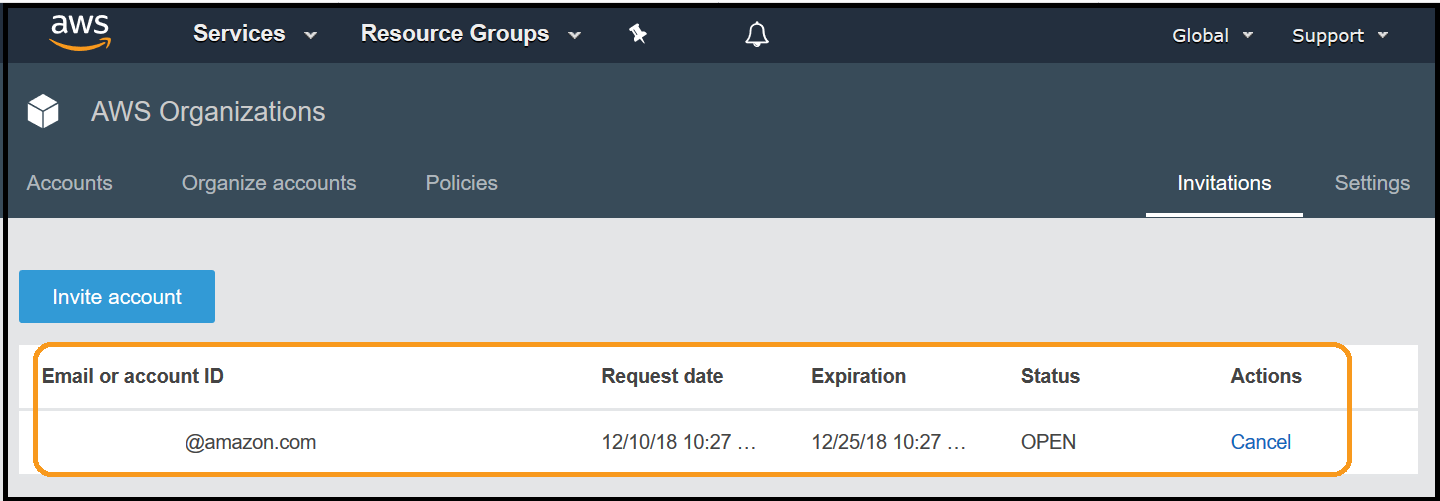 aws Services Resource Groups Global Support
AWS Organizations
Accounts Organize accounts Policies Invitations Settings
Invite account
Email or account ID Request date Expiration Status Actions
@amazon.com 12/10/18 10:27 ... 12/25/18 10:27 ... OPEN Cancel